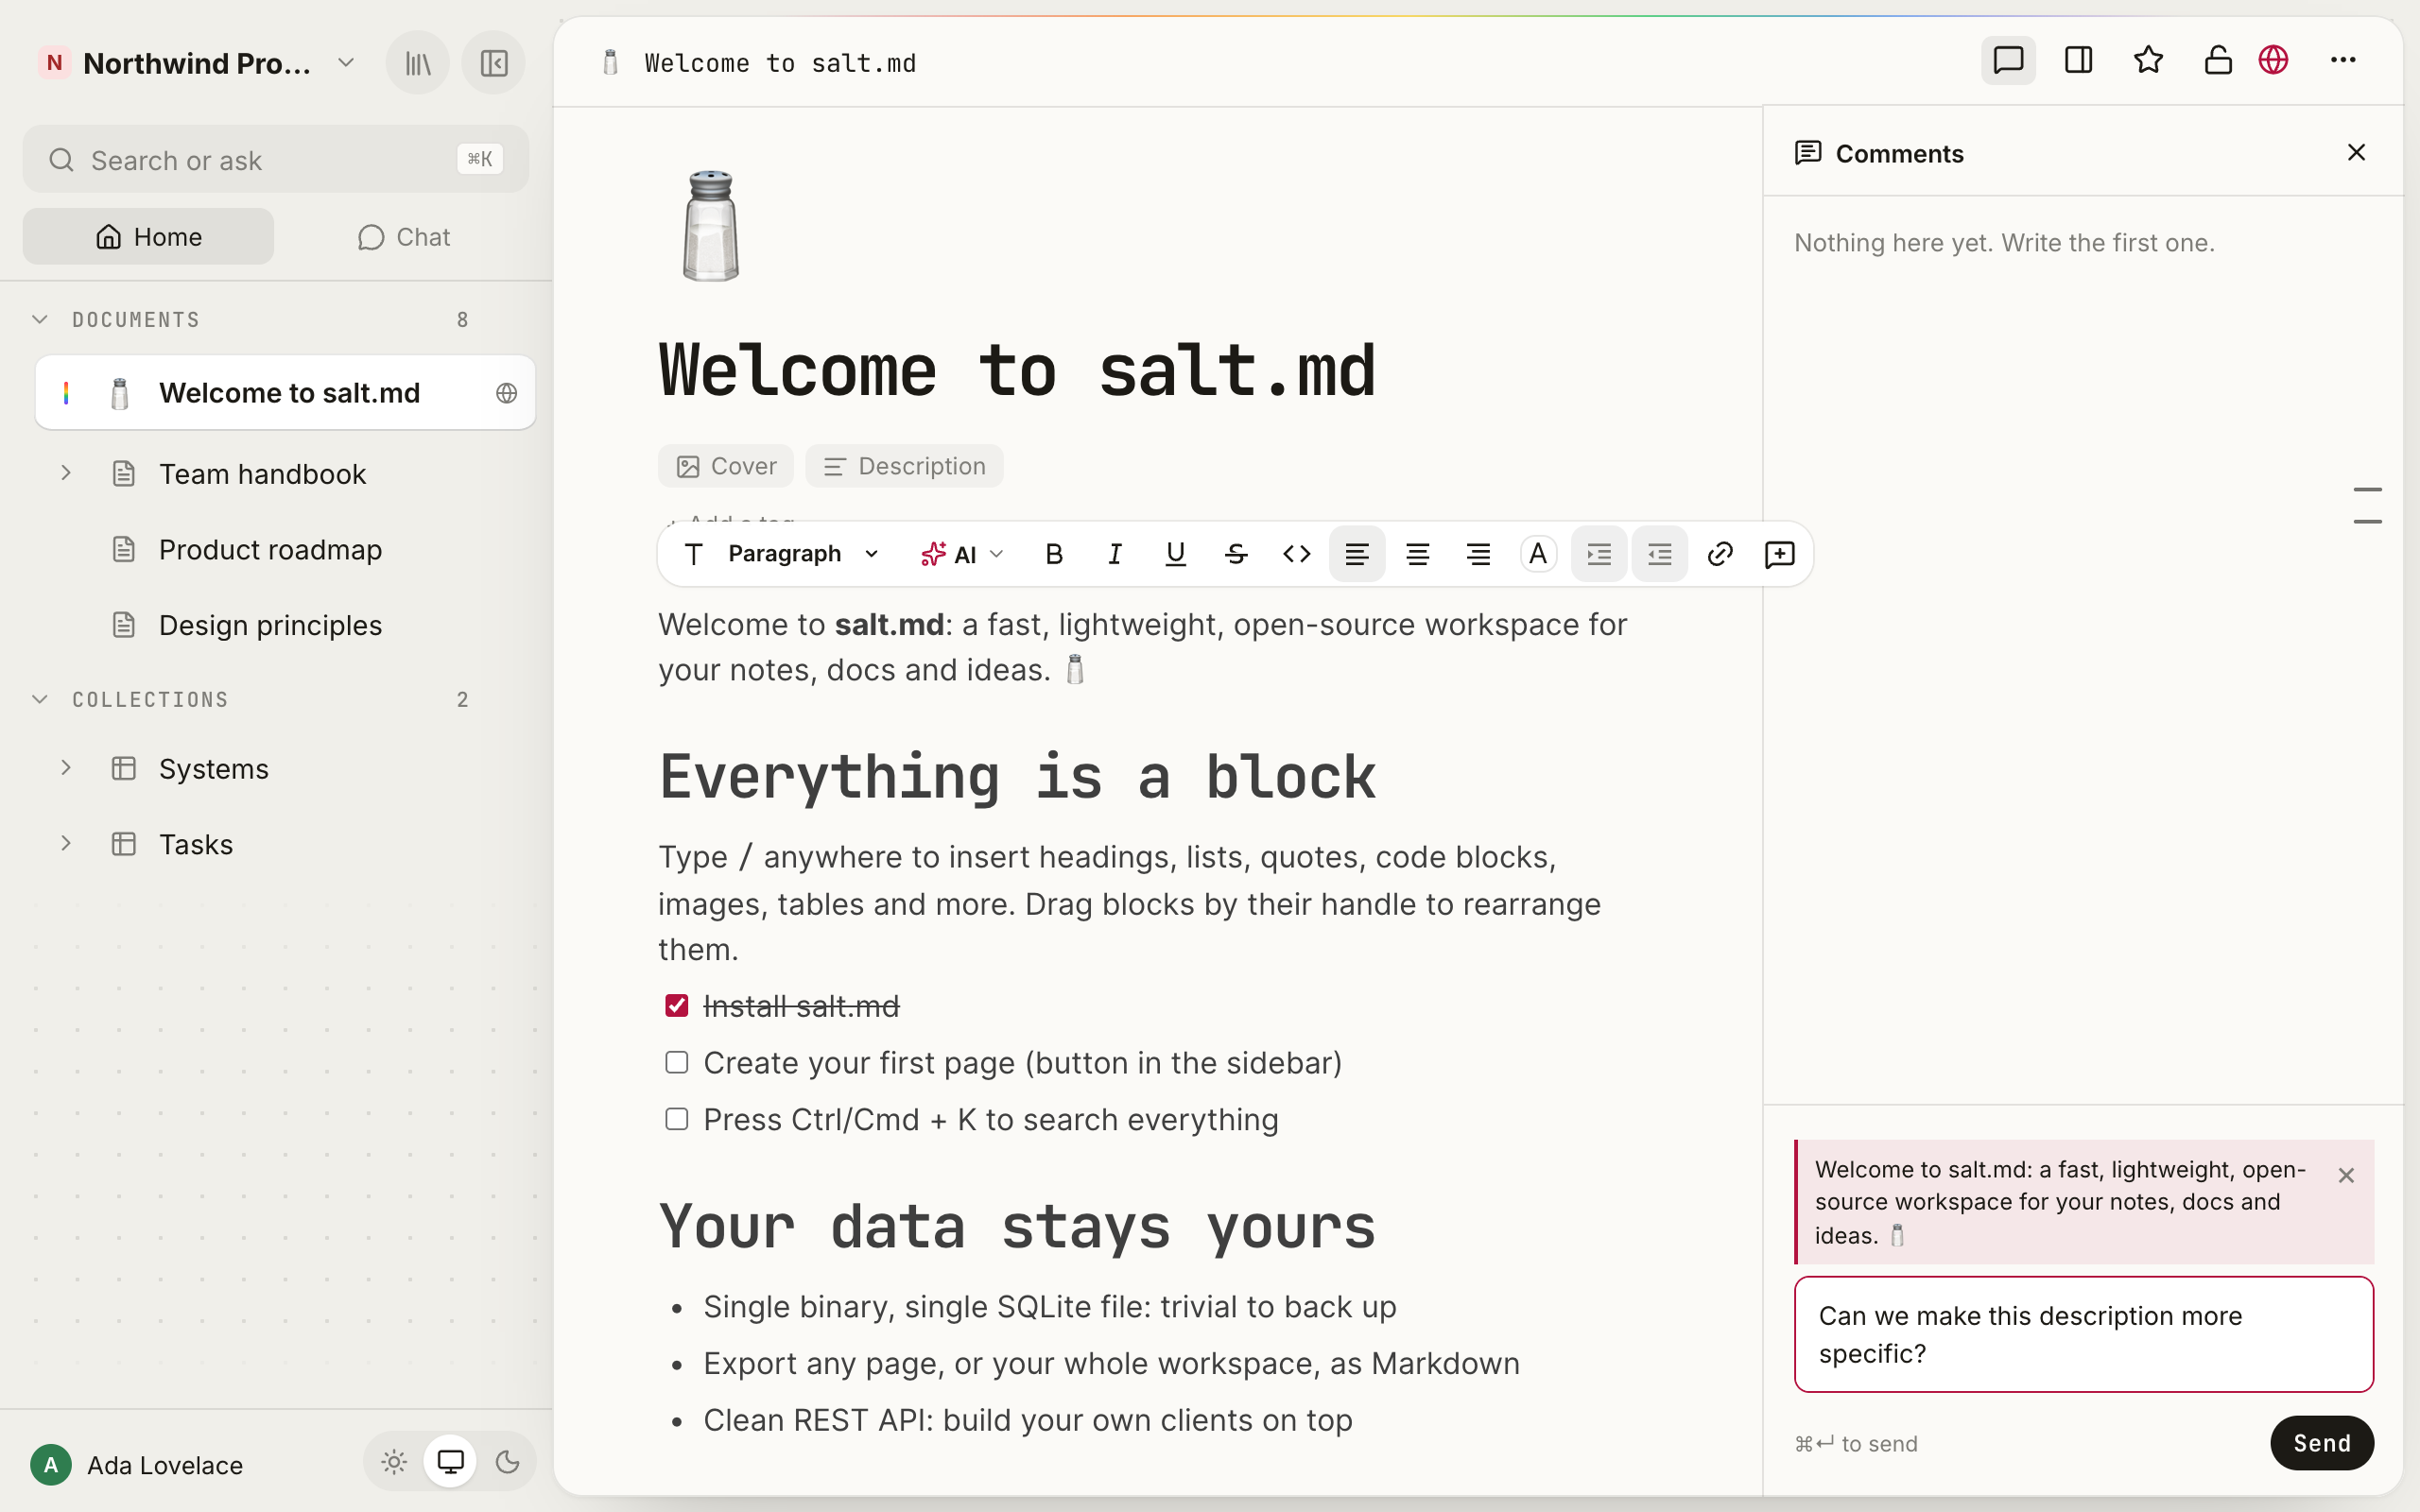 N Northwind Pro...
Search or ask ⌘K
Home Chat
DOCUMENTS 8
Welcome to salt.md
Team handbook
Product roadmap
Design principles
COLLECTIONS 2
Systems
Tasks
A Ada Lovelace
Welcome to salt.md
Welcome to salt.md
Cover Description
+ Add a tag
T Paragraph AI B I U S <> A
Welcome to salt.md: a fast, lightweight, open-source workspace for
your notes, docs and ideas.
Everything is a block
Type / anywhere to insert headings, lists, quotes, code blocks,
images, tables and more. Drag blocks by their handle to rearrange
them.
Install salt.md
Create your first page (button in the sidebar)
Press Ctrl/Cmd + K to search everything
Your data stays yours
• Single binary, single SQLite file: trivial to back up
• Export any page, or your whole workspace, as Markdown
• Clean REST API: build your own clients on top
Comments
Nothing here yet. Write the first one.
Welcome to salt.md: a fast, lightweight, open-
source workspace for your notes, docs and
ideas.
Can we make this description more
specific?
⌘↵ to send
Send